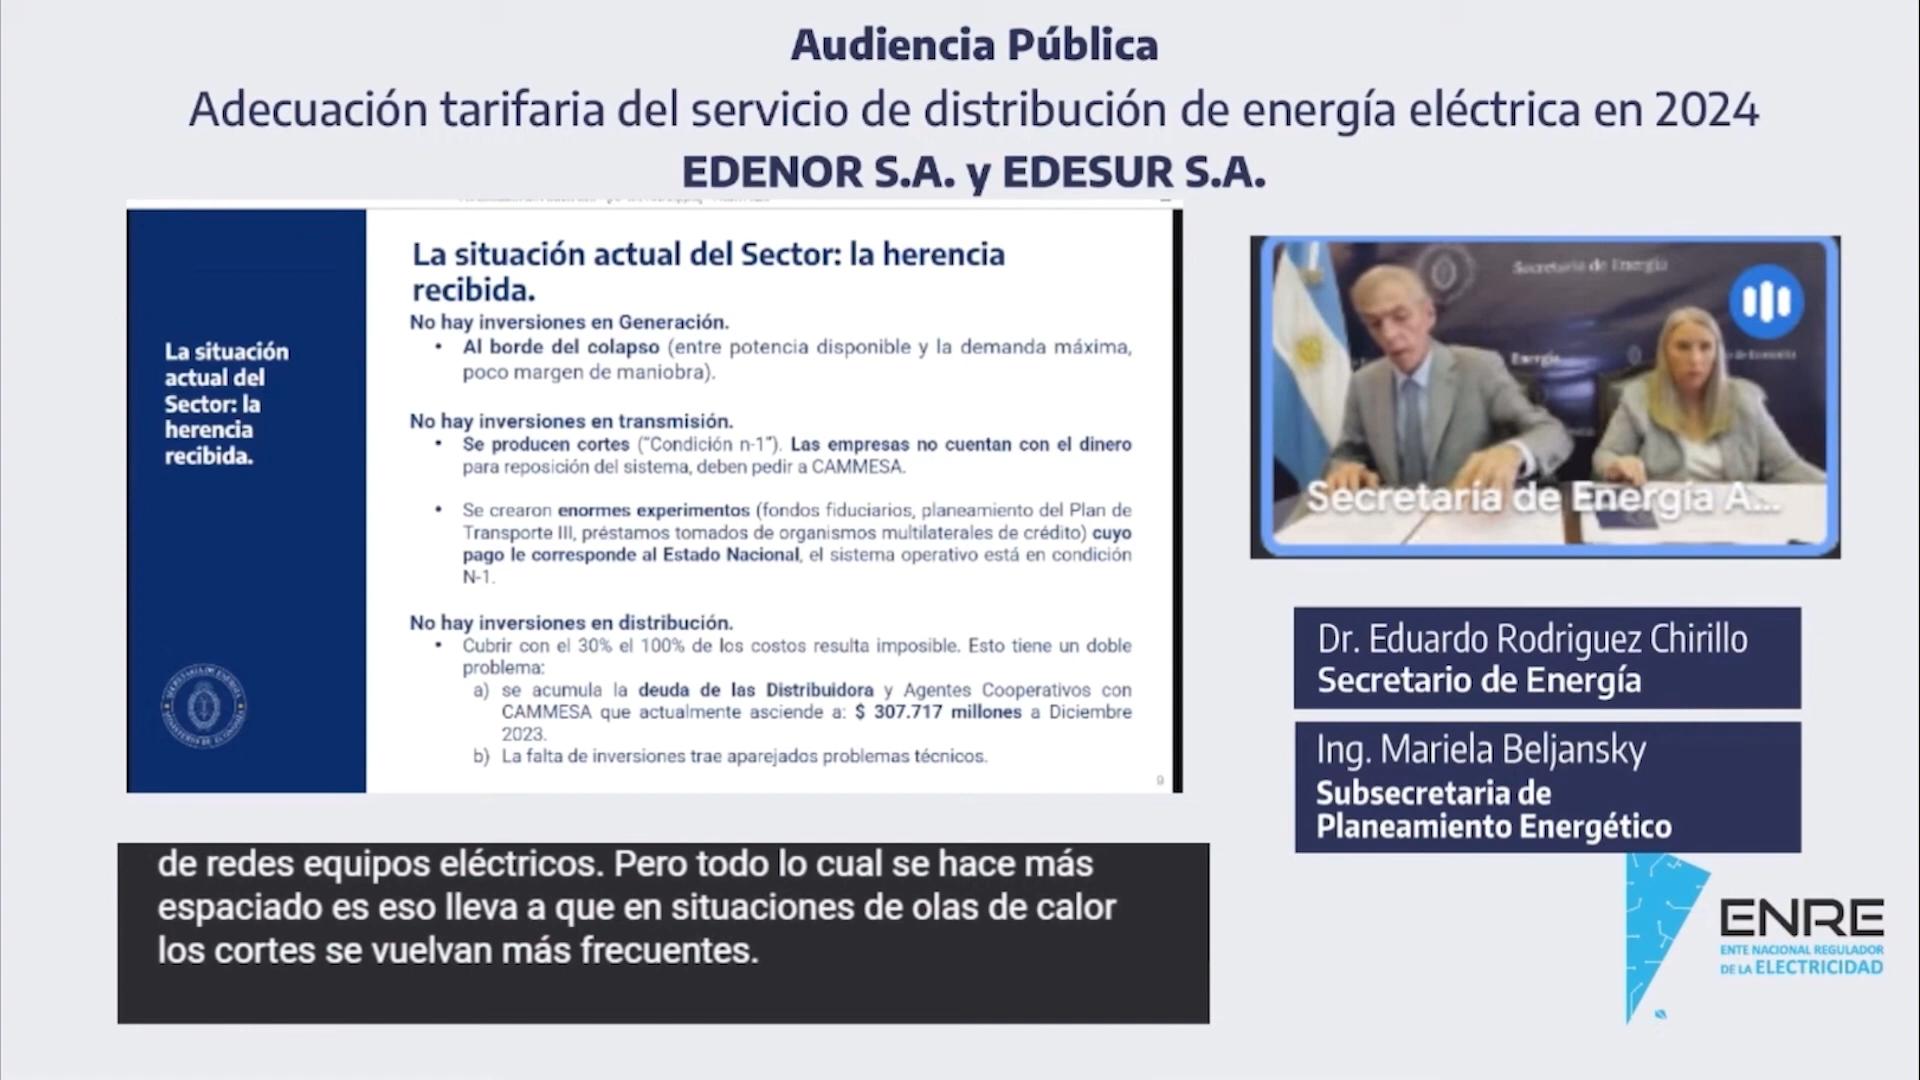 Audiencia Pública
Adecuación tarifaria del servicio de distribución de energía eléctrica en 2024
EDENOR S.A. y EDESUR S.A.
La situación
actual del
Sector: la
herencia
recibida.
La situación actual del Sector: la herencia
recibida.
No hay inversiones en Generación.
• Al borde del colapso (entre potencia disponible y la demanda máxima,
poco margen de maniobra).
No hay inversiones en transmisión.
• Se producen cortes (“Condición n-1”). Las empresas no cuentan con el dinero
para reposición del sistema, deben pedir a CAMMESA.
• Se crearon enormes experimentos (fondos fiduciarios, planeamiento del Plan de
Transporte III, préstamos tomados de organismos multilaterales de crédito) cuyo
pago le corresponde al Estado Nacional, el sistema operativo está en condición
N-1.
No hay inversiones en distribución.
• Cubrir con el 30% el 100% de los costos resulta imposible. Esto tiene un doble
problema:
a) se acumula la deuda de las Distribuidora y Agentes Cooperativos con
CAMMESA que actualmente asciende a: $ 307.717 millones a Diciembre
2023.
b) La falta de inversiones trae aparejados problemas técnicos.
9
Secretaría de Energía
Energía
Secretaría de Energía A...
Dr. Eduardo Rodriguez Chirillo
Secretario de Energía
Ing. Mariela Beljansky
Subsecretaria de
Planeamiento Energético
de redes equipos eléctricos. Pero todo lo cual se hace más
espaciado es eso lleva a que en situaciones de olas de calor
los cortes se vuelvan más frecuentes.
ENRE
ENTE NACIONAL REGULADOR
DE LA ELECTRICIDAD